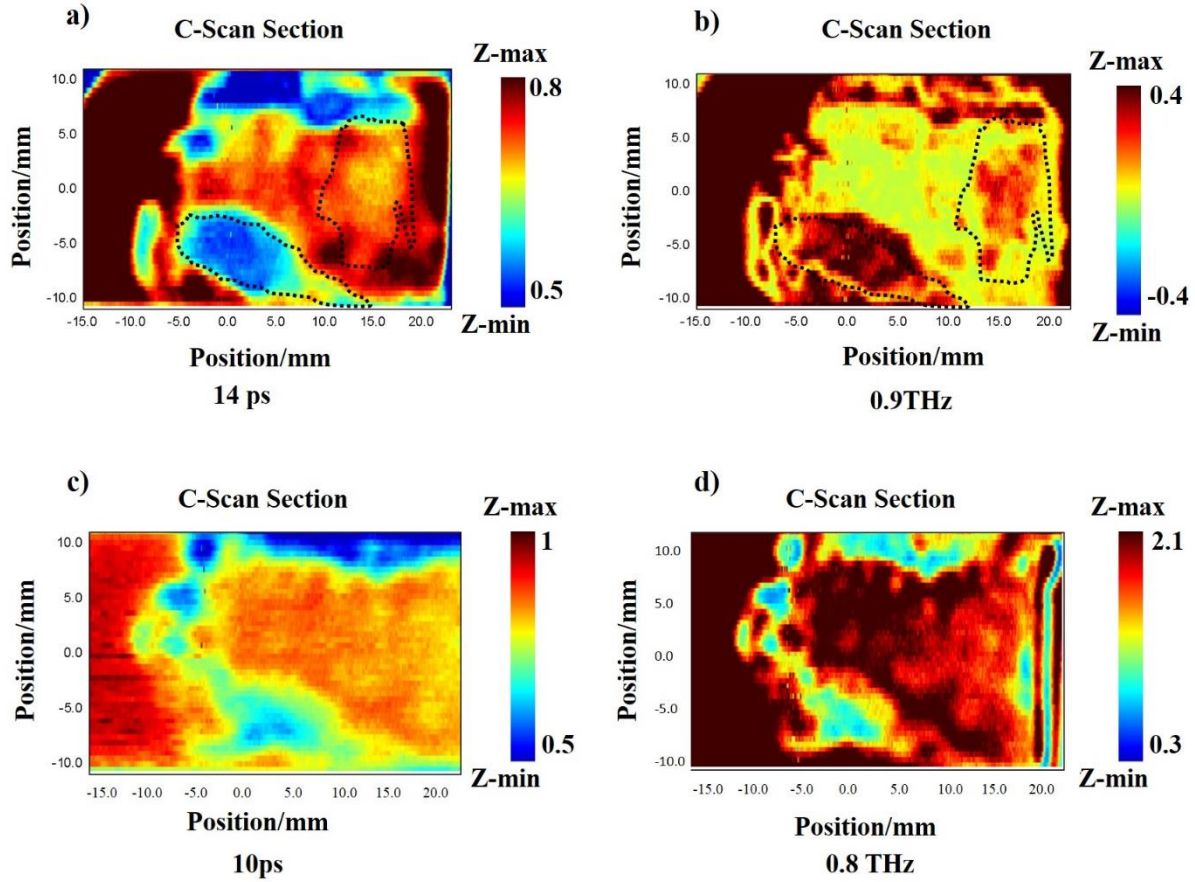 a)
C-Scan Section
Z-max
0.8
10.0
5.0
0.0
-5.0
-10.0
Position/mm
0.5
Z-min
-15.0 -10.0 -5.0 0.0 5.0 10.0 15.0 20.0
Position/mm
14 ps
b)
C-Scan Section
Z-max
0.4
10.0
5.0
0.0
-5.0
-10.0
Position/mm
-0.4
Z-min
-15.0 -10.0 -5.0 0.0 5.0 10.0 15.0 20.0
Position/mm
0.9THz
c)
C-Scan Section
Z-max
1
10.0
5.0
0.0
-5.0
-10.0
Position/mm
0.5
Z-min
-15.0 -10.0 -5.0 0.0 5.0 10.0 15.0 20.0
Position/mm
10ps
d)
C-Scan Section
Z-max
2.1
10.0
5.0
0.0
-5.0
-10.0
Position/mm
0.3
Z-min
-15.0 -10.0 -5.0 0.0 5.0 10.0 15.0 20.0
Position/mm
0.8 THz